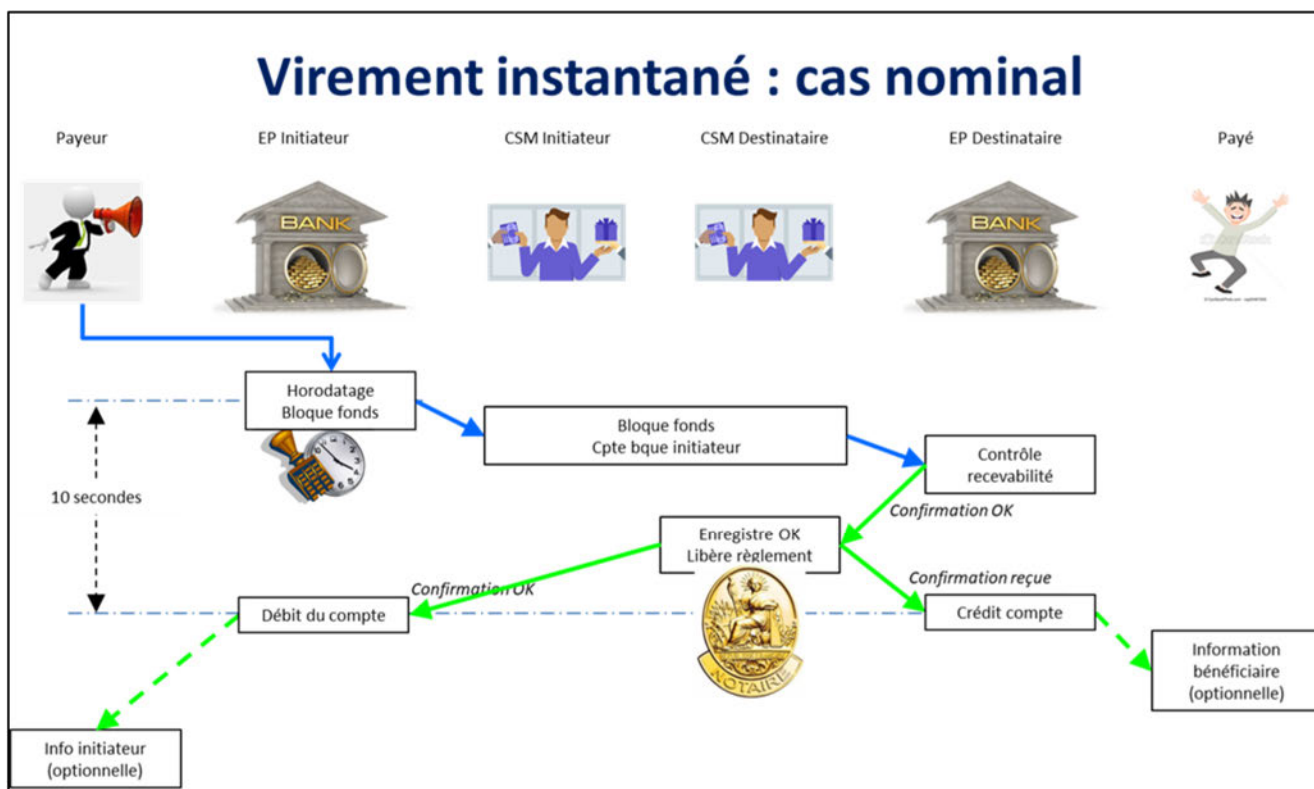 Virement instantané : cas nominal
Payeur
EP Initiateur
CSM Initiateur
CSM Destinataire
EP Destinataire
Payé
BANK
BANK
Horodatage
Bloque fonds
Bloque fonds
Cpte bque initiateur
Contrôle
recevabilité
10 secondes
Confirmation OK
Enregistre OK
Libère règlement
Confirmation OK
Confirmation reçue
Débit du compte
Crédit compte
NOTAIRE
Information
bénéficiaire
(optionnelle)
Info initiateur
(optionnelle)